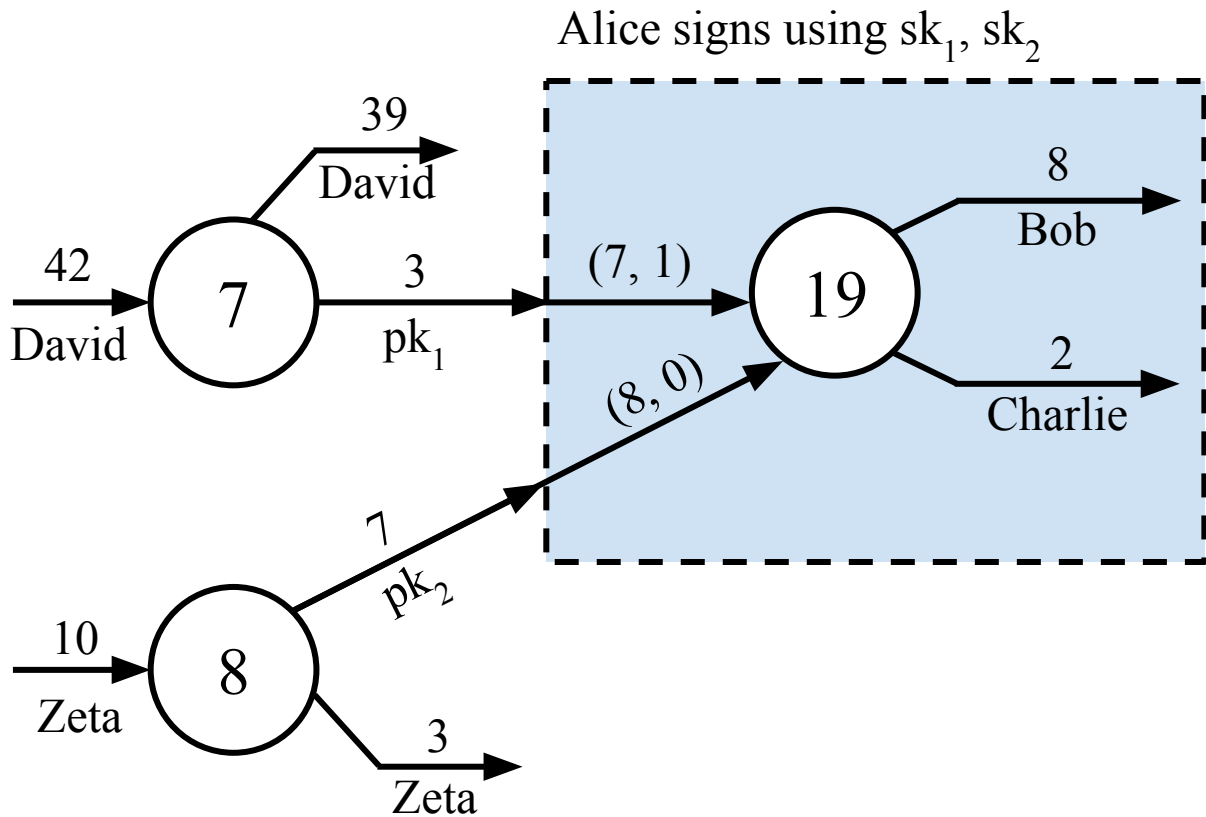 Alice signs using sk₁, sk₂
39
David
42
David
7
3
pk₁
(7, 1)
19
8
Bob
2
Charlie
(8, 0)
7
pk₂
10
Zeta
8
3
Zeta